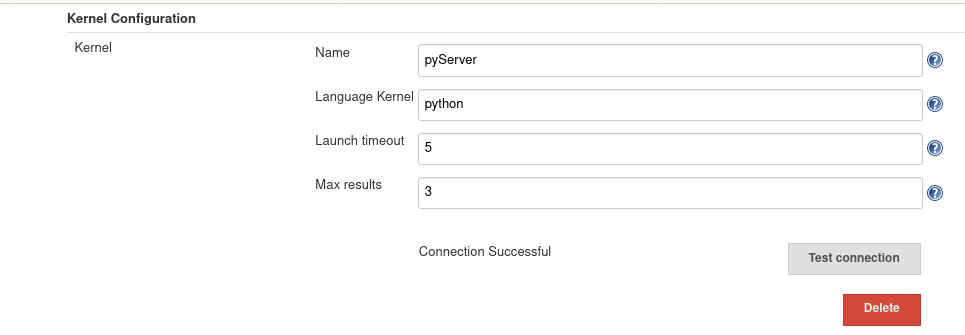 Kernel Configuration
Kernel
Name
pyServer
?
Language Kernel
python
?
Launch timeout
5
?
Max results
3
?
Connection Successful
Test connection
Delete